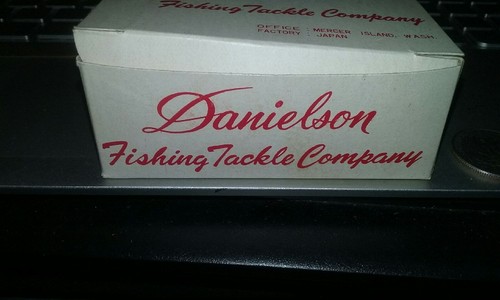 Fishing Tackle Company
OFFICE MERCER ISLAND, WASH
FACTORY JAPAN
Danielson
Fishing Tackle Company